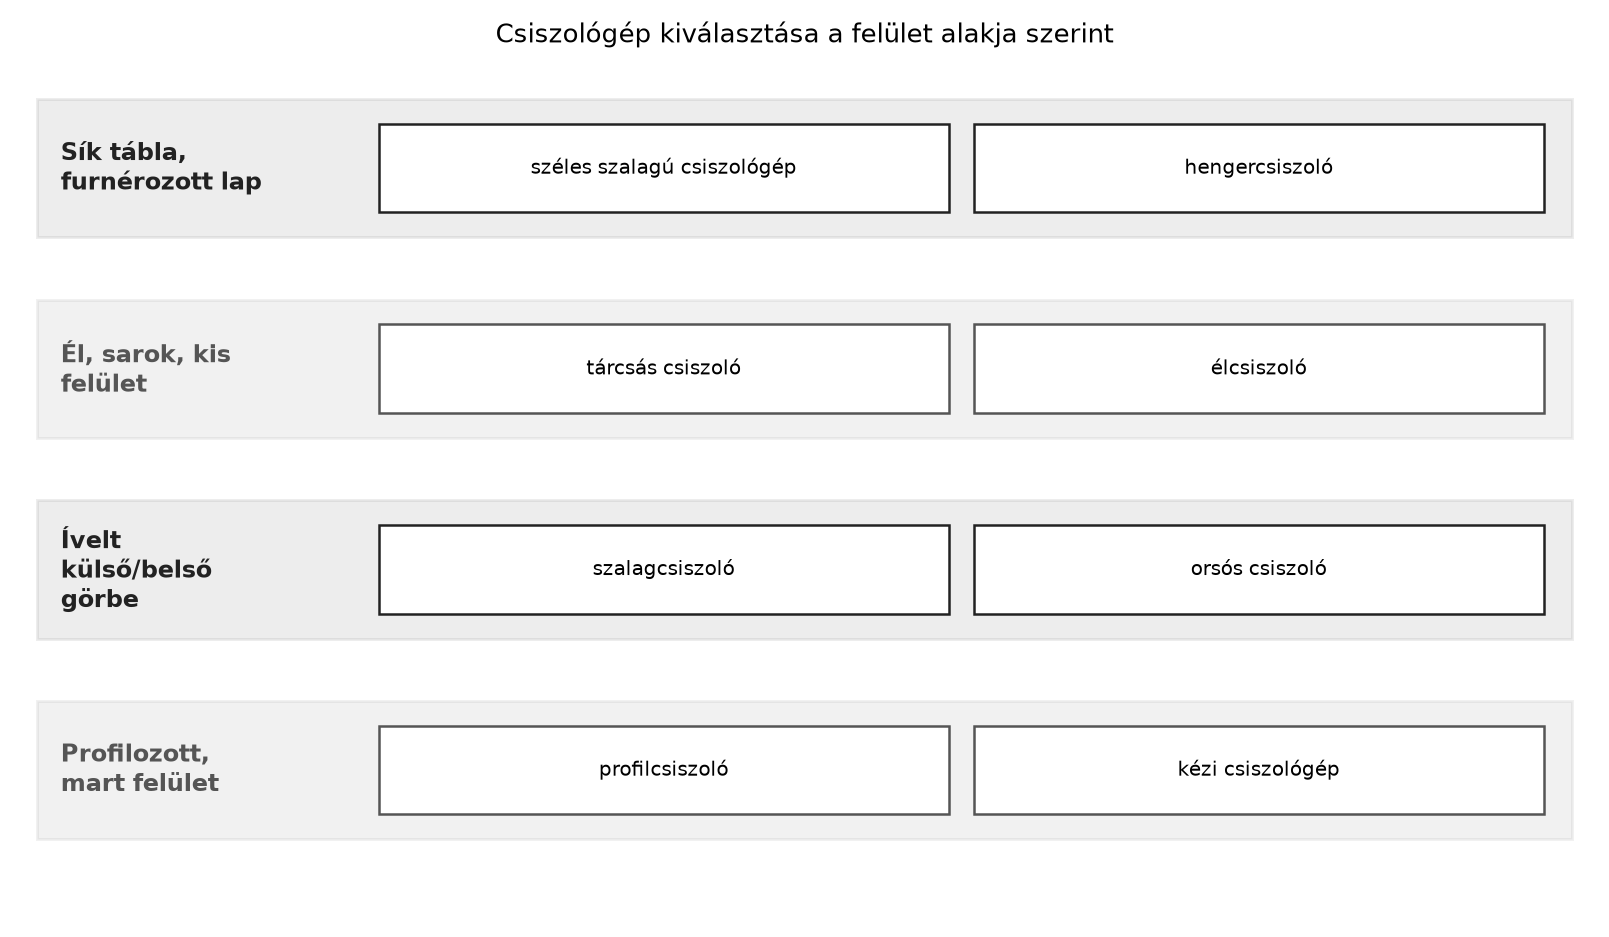 Csiszológép kiválasztása a felület alakja szerint
Sík tábla,
furnérozott lap
széles szalagú csiszológép
hengercsiszoló
Él, sarok, kis
felület
tárcsás csiszoló
élcsiszoló
Ívelt
külső/belső
görbe
szalagcsiszoló
orsós csiszoló
Profilozott,
mart felület
profilcsiszoló
kézi csiszológép